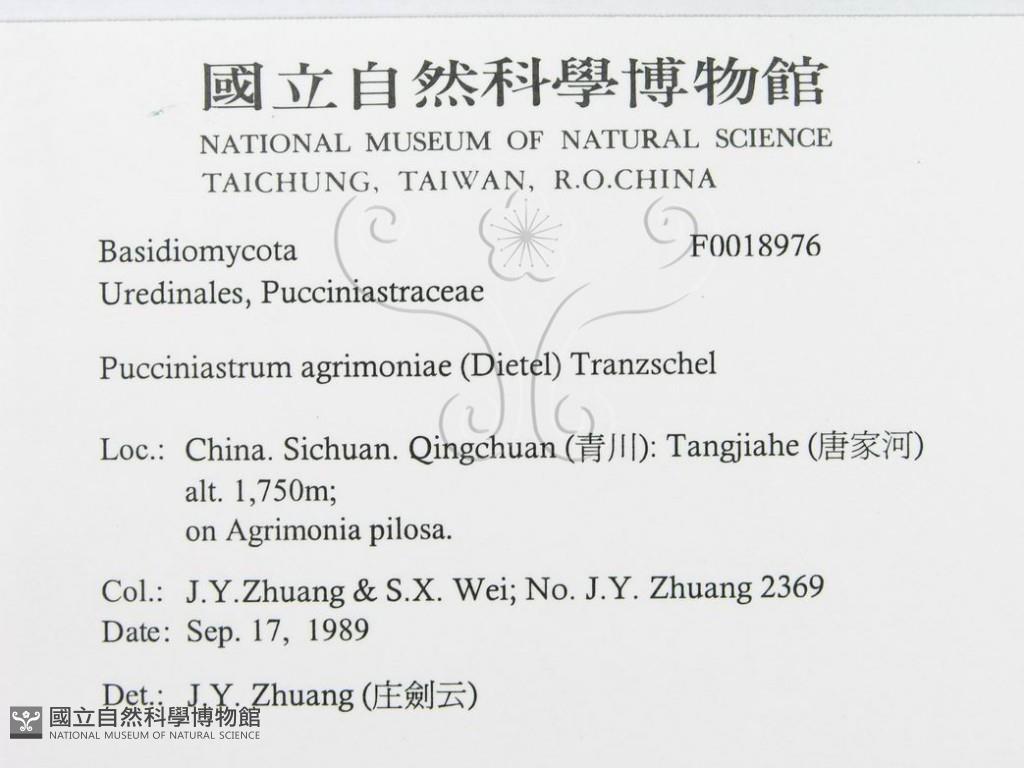 國立自然科學博物館
NATIONAL MUSEUM OF NATURAL SCIENCE
TAICHUNG, TAIWAN, R.O.CHINA
Basidiomycota F0018976
Uredinales, Pucciniastraceae
Pucciniastrum agrimoniae (Dietel) Tranzschel
Loc.: China. Sichuan. Qingchuan (青川): Tangjiahe (唐家河)
alt. 1,750m;
on Agrimonia pilosa.
Col.: J.Y.Zhuang & S.X. Wei; No. J.Y. Zhuang 2369
Date: Sep. 17, 1989
Det.: J.Y. Zhuang (庄劍云)
國立自然科學博物館
NATIONAL MUSEUM OF NATURAL SCIENCE